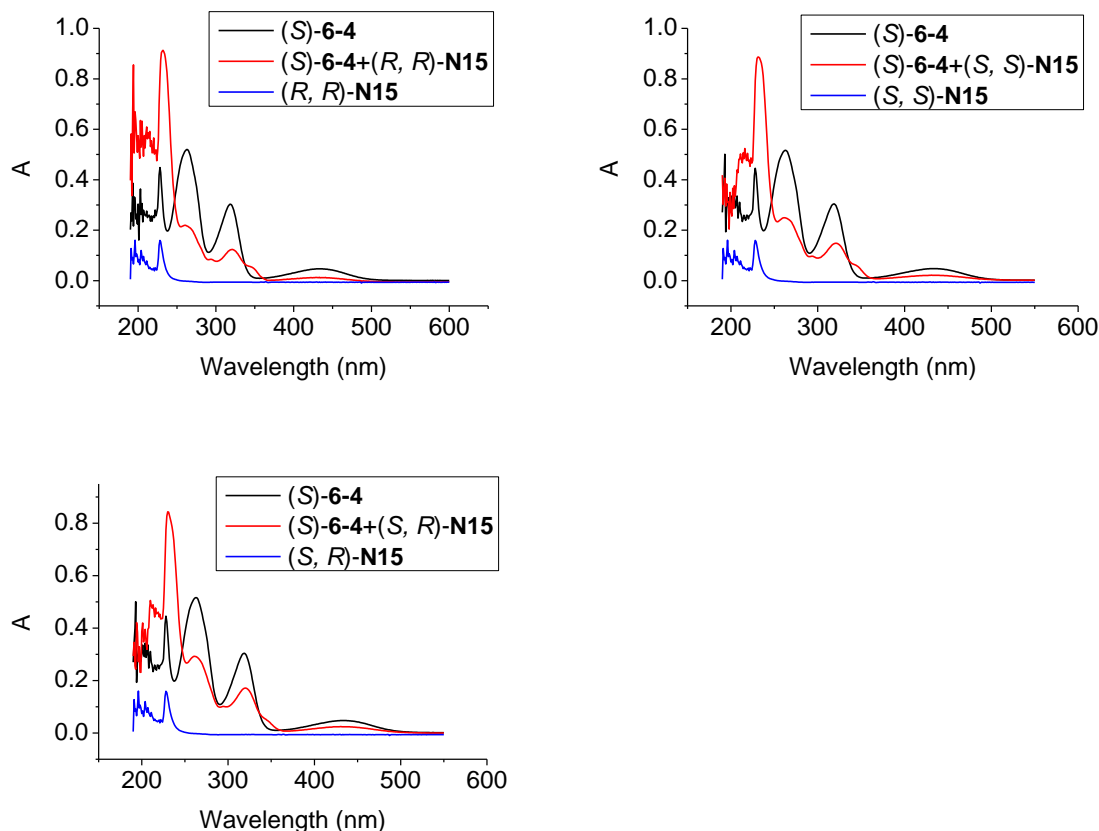 (S)-6-4
(S)-6-4+(R, R)-N15
(R, R)-N15
1.0
0.8
0.6
0.4
0.2
0.0
A
200 300 400 500 600
Wavelength (nm)
(S)-6-4
(S)-6-4+(S, S)-N15
(S, S)-N15
1.0
0.8
0.6
0.4
0.2
0.0
A
200 300 400 500 600
Wavelength (nm)
(S)-6-4
(S)-6-4+(S, R)-N15
(S, R)-N15
0.8
0.6
0.4
0.2
0.0
A
200 300 400 500 600
Wavelength (nm)